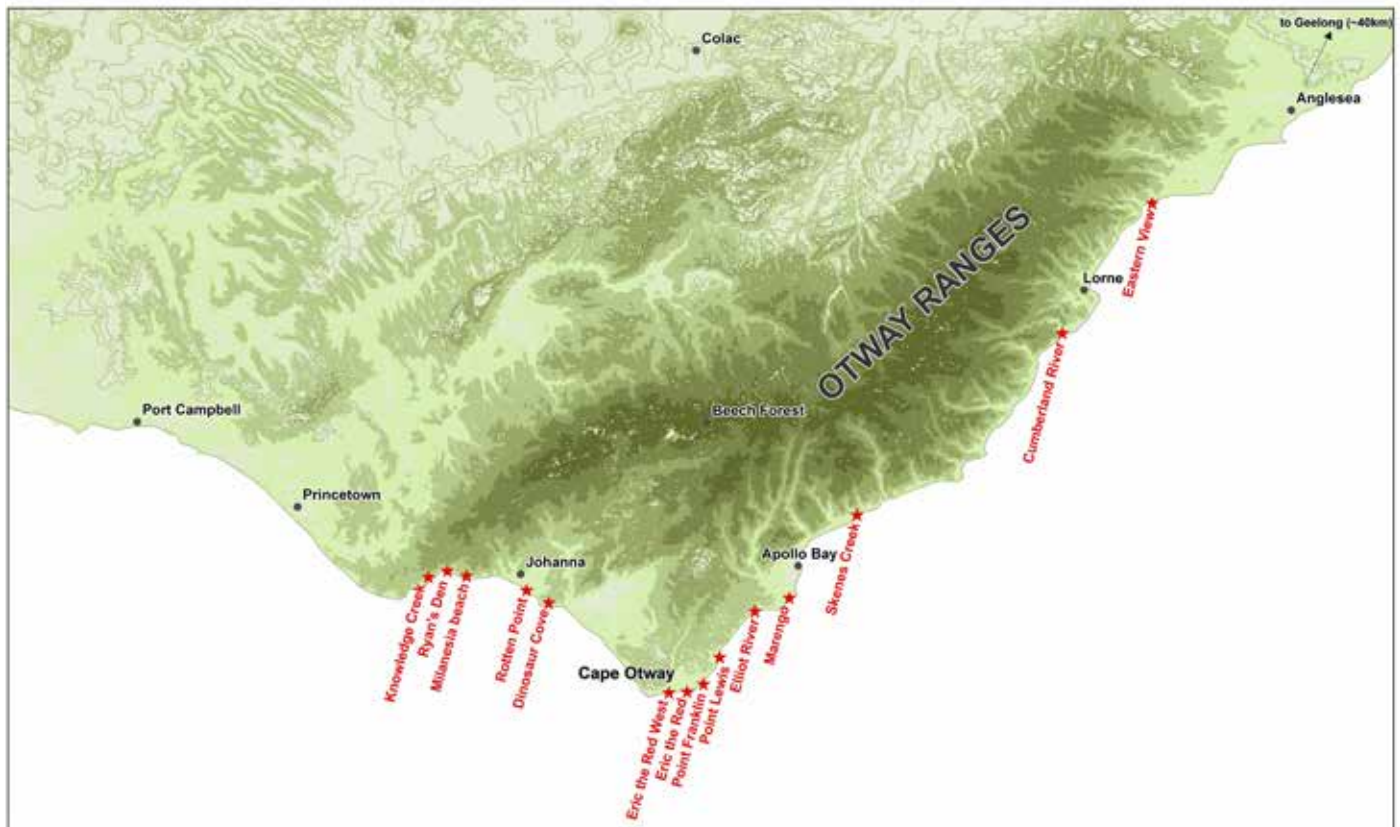 to Geelong (~40km)
Colac
Anglesea
OTWAY RANGES
Eastern View
Lorne
Cumberland River
Port Campbell
Beech Forest
Princetown
Skenes Creek
Apollo Bay
Johanna
Knowledge Creek
Ryan's Den
Milanesia beach
Rotten Point
Dinosaur Cove
Cape Otway
Eric the Red West
Eric the Red
Point Franklin
Point Lewis
Elliot River
Marengo